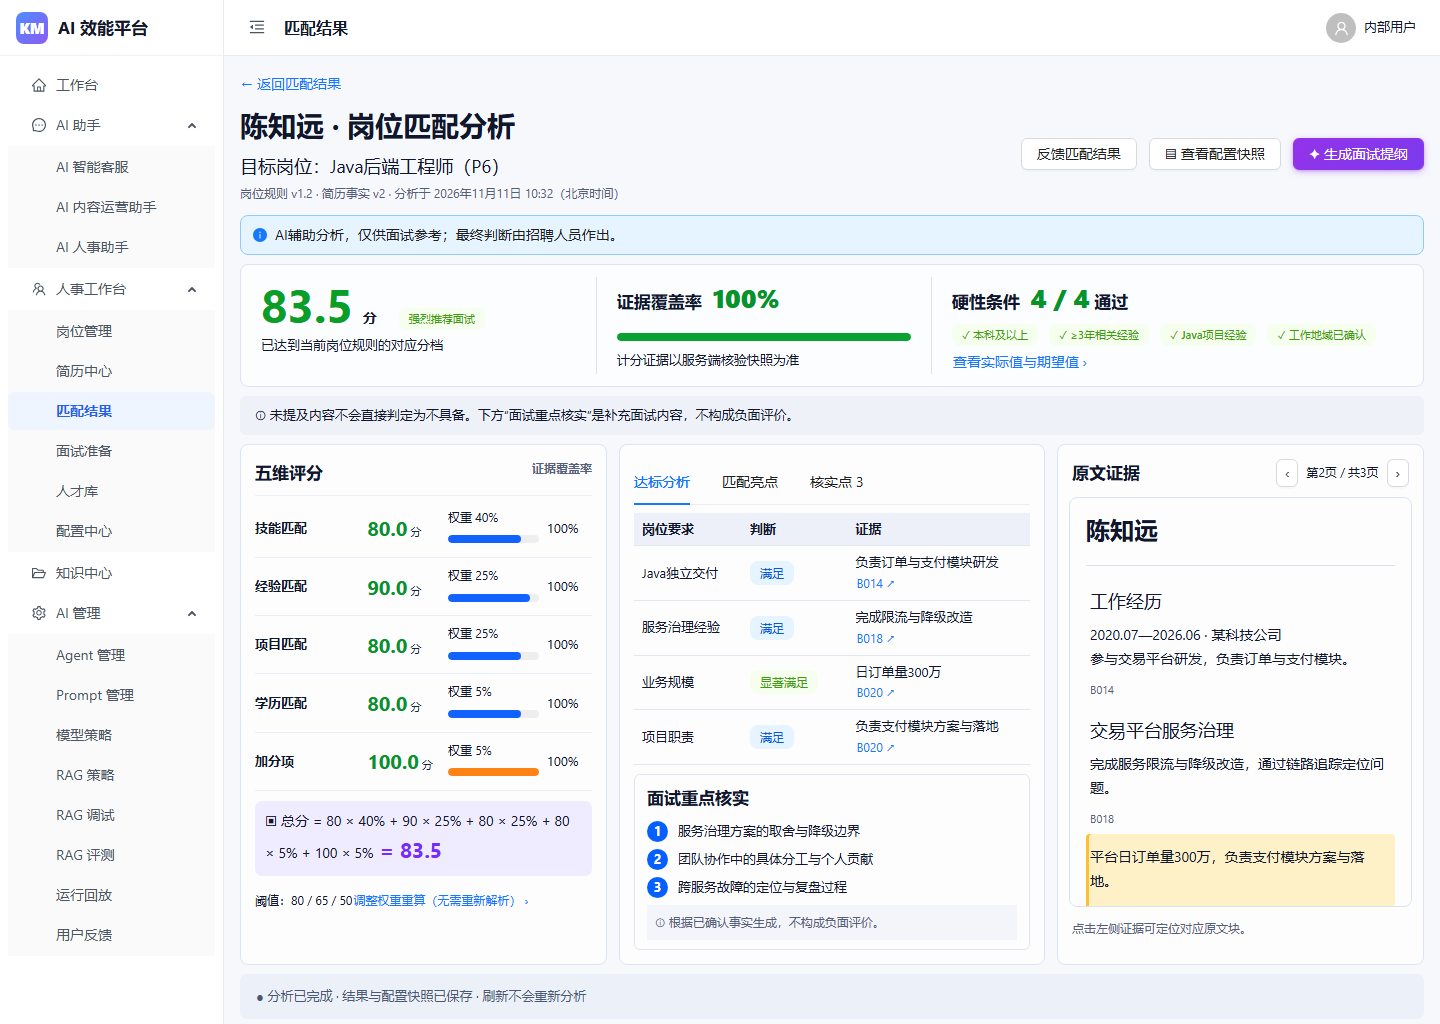 KM AI 效能平台
匹配结果
内部用户
工作台
AI 助手
AI 智能客服
AI 内容运营助手
AI 人事助手
人事工作台
岗位管理
简历中心
匹配结果
面试准备
人才库
配置中心
知识中心
AI 管理
Agent 管理
Prompt 管理
模型策略
RAG 策略
RAG 调试
RAG 评测
运行回放
用户反馈
← 返回匹配结果
陈知远 · 岗位匹配分析
目标岗位：Java后端工程师（P6）
岗位规则 v1.2 · 简历事实 v2 · 分析于 2026年11月11日 10:32（北京时间）
反馈匹配结果
▤ 查看配置快照
✦ 生成面试提纲
AI辅助分析，仅供面试参考；最终判断由招聘人员作出。
83.5 分 强烈推荐面试
已达到当前岗位规则的对应分档
证据覆盖率 100%
计分证据以服务端核验快照为准
硬性条件 4 / 4 通过
✓ 本科及以上 ✓ ≥3年相关经验 ✓ Java项目经验 ✓ 工作地域已确认
查看实际值与期望值 ›
未提及内容不会直接判定为不具备。下方“面试重点核实”是补充面试内容，不构成负面评价。
五维评分 证据覆盖率
技能匹配 80.0 分 权重 40% 100%
经验匹配 90.0 分 权重 25% 100%
项目匹配 80.0 分 权重 25% 100%
学历匹配 80.0 分 权重 5% 100%
加分项 100.0 分 权重 5% 100%
▣ 总分 = 80 × 40% + 90 × 25% + 80 × 25% + 80
× 5% + 100 × 5% = 83.5
阈值：80 / 65 / 50 调整权重重算（无需重新解析） ›
达标分析 匹配亮点 核实点 3
岗位要求 判断 证据
Java独立交付 满足 负责订单与支付模块研发
B014 ↗
服务治理经验 满足 完成限流与降级改造
B018 ↗
业务规模 显著满足 日订单量300万
B020 ↗
项目职责 满足 负责支付模块方案与落地
B020 ↗
面试重点核实
1 服务治理方案的取舍与降级边界
2 团队协作中的具体分工与个人贡献
3 跨服务故障的定位与复盘过程
根据已确认事实生成，不构成负面评价。
原文证据 ‹ 第2页 / 共3页 ›
陈知远
工作经历
2020.07—2026.06 · 某科技公司
参与交易平台研发，负责订单与支付模块。
B014
交易平台服务治理
完成服务限流与降级改造，通过链路追踪定位问
题。
B018
平台日订单量300万，负责支付模块方案与落
地。
点击左侧证据可定位对应原文块。
● 分析已完成 · 结果与配置快照已保存 · 刷新不会重新分析